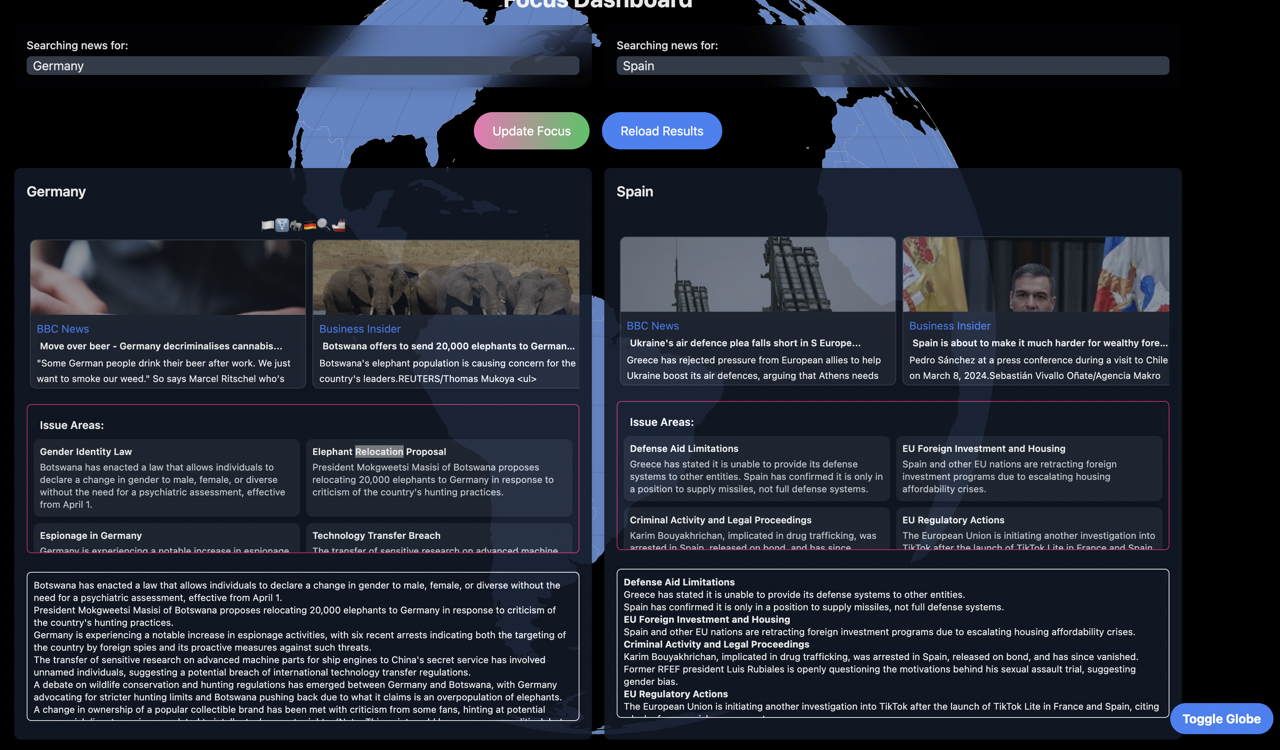 Focus Dashboard
Searching news for:
Germany
Searching news for:
Spain
Update Focus
Reload Results
Germany
BBC News
Move over beer - Germany decriminalises cannabis...
"Some German people drink their beer after work. We just
want to smoke our weed." So says Marcel Ritschel who's
Business Insider
Botswana offers to send 20,000 elephants to German...
Botswana's elephant population is causing concern for the
country's leaders.REUTERS/Thomas Mukoya <ul>
Issue Areas:
Gender Identity Law
Botswana has enacted a law that allows individuals to
declare a change in gender to male, female, or diverse
without the need for a psychiatric assessment, effective
from April 1.
Elephant Relocation Proposal
President Mokgweetsi Masisi of Botswana proposes
relocating 20,000 elephants to Germany in response to
criticism of the country's hunting practices.
Espionage in Germany
Germany is experiencing a notable increase in espionage
Technology Transfer Breach
The transfer of sensitive research on advanced machine
Botswana has enacted a law that allows individuals to declare a change in gender to male, female, or diverse without the
need for a psychiatric assessment, effective from April 1.
President Mokgweetsi Masisi of Botswana proposes relocating 20,000 elephants to Germany in response to criticism of
the country's hunting practices.
Germany is experiencing a notable increase in espionage activities, with six recent arrests indicating both the targeting of
the country by foreign spies and its proactive measures against such threats.
The transfer of sensitive research on advanced machine parts for ship engines to China's secret service has involved
unnamed individuals, suggesting a potential breach of international technology transfer regulations.
A debate on wildlife conservation and hunting regulations has emerged between Germany and Botswana, with Germany
advocating for stricter hunting limits and Botswana pushing back due to what it claims is an overpopulation of elephants.
A change in ownership of a popular collectible brand has been met with criticism from some fans, hinting at potential
Spain
BBC News
Ukraine's air defence plea falls short in S Europe...
Greece has rejected pressure from European allies to help
Ukraine boost its air defences, arguing that Athens needs
Business Insider
Spain is about to make it much harder for wealthy fore...
Pedro Sánchez at a press conference during a visit to Chile
on March 8, 2024.Sebastián Vivallo Oñate/Agencia Makro
Issue Areas:
Defense Aid Limitations
Greece has stated it is unable to provide its defense
systems to other entities. Spain has confirmed it is only in
a position to supply missiles, not full defense systems.
EU Foreign Investment and Housing
Spain and other EU nations are retracting foreign
investment programs due to escalating housing
affordability crises.
Criminal Activity and Legal Proceedings
Karim Bouyakhrichan, implicated in drug trafficking, was
arrested in Spain, released on bond, and has since
EU Regulatory Actions
The European Union is initiating another investigation into
TikTok after the launch of TikTok Lite in France and Spain,
Defense Aid Limitations
Greece has stated it is unable to provide its defense systems to other entities.
Spain has confirmed it is only in a position to supply missiles, not full defense systems.
EU Foreign Investment and Housing
Spain and other EU nations are retracting foreign investment programs due to escalating housing affordability crises.
Criminal Activity and Legal Proceedings
Karim Bouyakhrichan, implicated in drug trafficking, was arrested in Spain, released on bond, and has since vanished.
Former RFEF president Luis Rubiales is openly questioning the motivations behind his sexual assault trial, suggesting
gender bias.
EU Regulatory Actions
The European Union is initiating another investigation into TikTok after the launch of TikTok Lite in France and Spain, citing
Toggle Globe